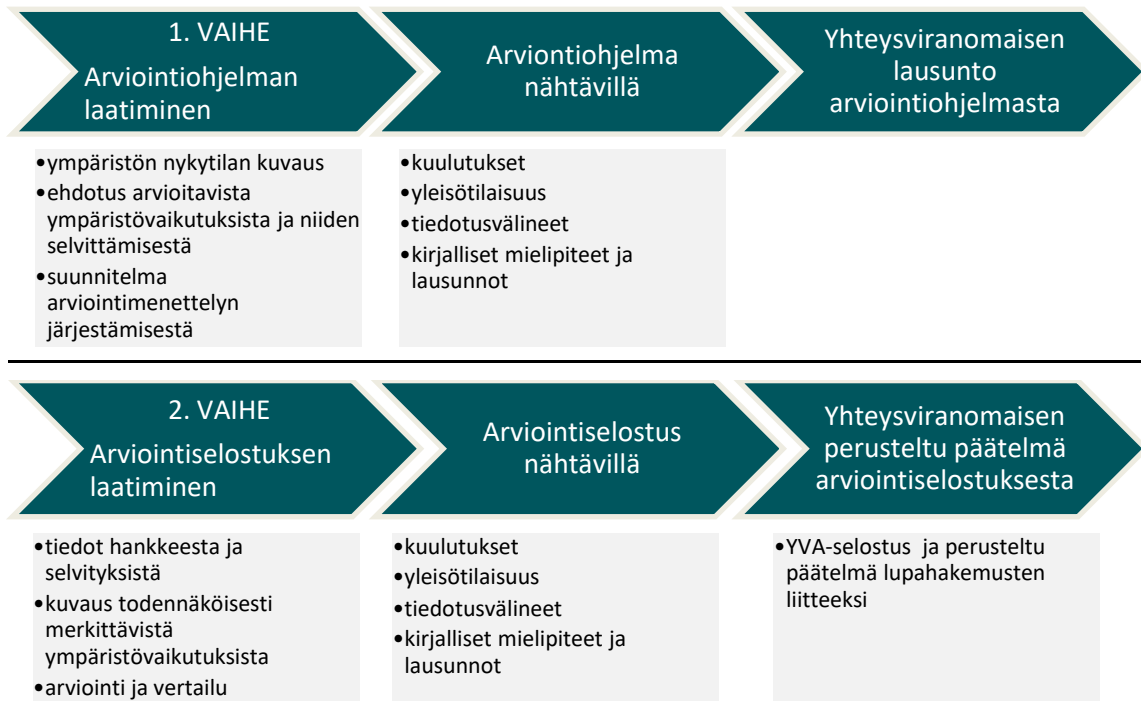 1. VAIHE
Arviointiohjelman
laatiminen
Arviontiohjelma
nähtävillä
Yhteysviranomaisen
lausunto
arviointiohjelmasta
•ympäristön nykytilan kuvaus
•ehdotus arvioitavista
ympäristövaikutuksista ja niiden
selvittämisestä
•suunnitelma
arviointimenettelyn
järjestämisestä
•kuulutukset
•yleisötilaisuus
•tiedotusvälineet
•kirjalliset mielipiteet ja
lausunnot
2. VAIHE
Arviointiselostuksen
laatiminen
Arviointiselostus
nähtävillä
Yhteysviranomaisen
perusteltu päätelmä
arviointiselostuksesta
•tiedot hankkeesta ja
selvityksistä
•kuvaus todennäköisesti
merkittävistä
ympäristövaikutuksista
•arviointi ja vertailu
•kuulutukset
•yleisötilaisuus
•tiedotusvälineet
•kirjalliset mielipiteet ja
lausunnot
•YVA-selostus ja perusteltu
päätelmä lupahakemusten
liitteeksi